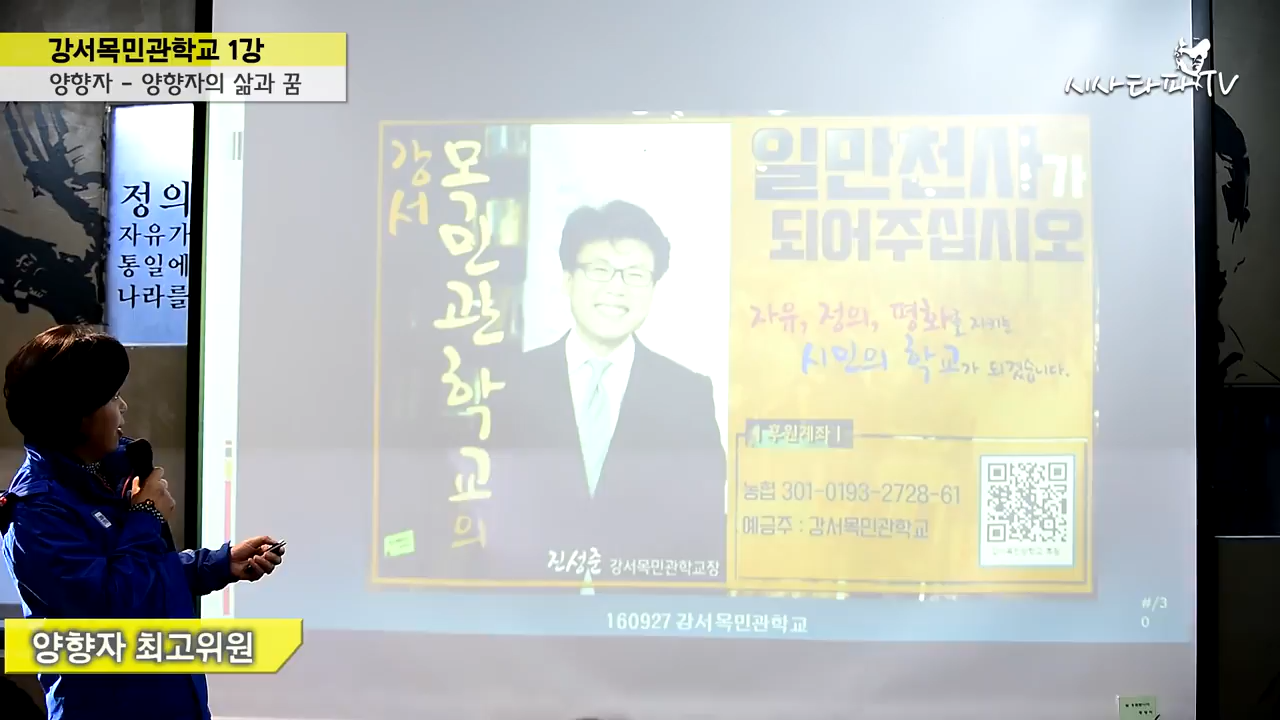 강서목민관학교 1강
양향자 - 양향자의 삶과 꿈
시사타파TV
정의
자유가
통일에
나라를
강서
목민관학교의
일만천사가
되어주십시오
자유, 정의, 평화를 지키는
시민의 학교가 되겠습니다.
| 후원계좌 |
농협 301-0193-2728-61
예금주 : 강서목민관학교
진성준 강서목민관학교장
160927 강서목민관학교
#/3
0
양향자 최고위원